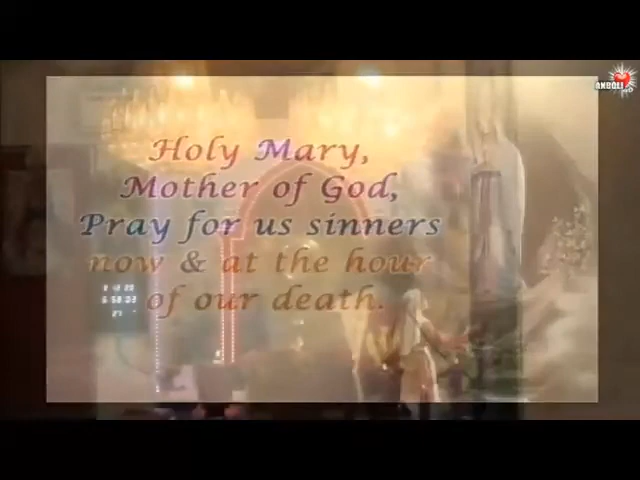 Holy Mary,
Mother of God,
Pray for us sinners
now & at the hour
of our death.